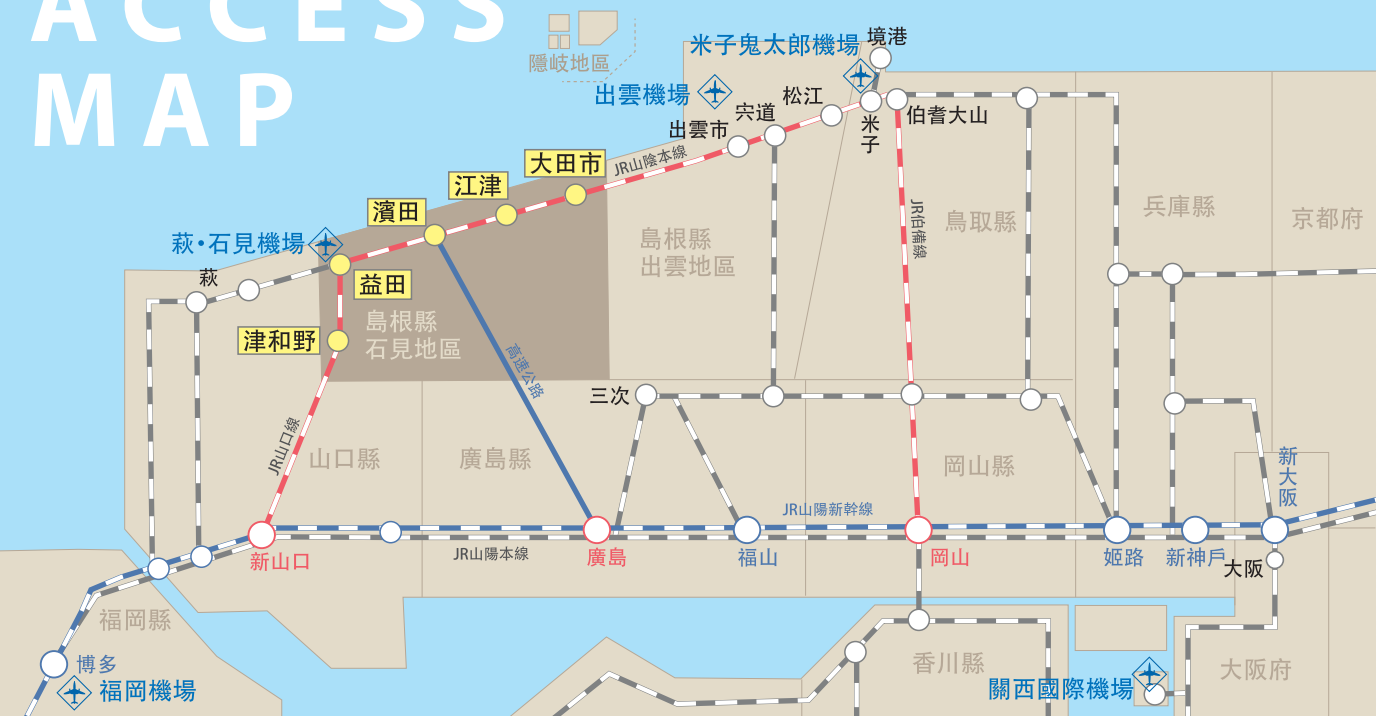 ACCESS
MAP
隱岐地區
米子鬼太郎機場
境港
出雲機場
松江
宍道
出雲市
米子
伯耆大山
JR山陰本線
大田市
江津
濱田
萩・石見機場
益田
萩
津和野
島根縣
石見地區
島根縣
出雲地區
JR伯備線
鳥取縣
兵庫縣
京都府
高速公路
三次
JR山口線
山口縣
廣島縣
岡山縣
新大阪
JR山陽新幹線
JR山陽本線
新山口
廣島
福山
岡山
姬路
新神戶
大阪
福岡縣
博多
福岡機場
香川縣
關西國際機場
大阪府